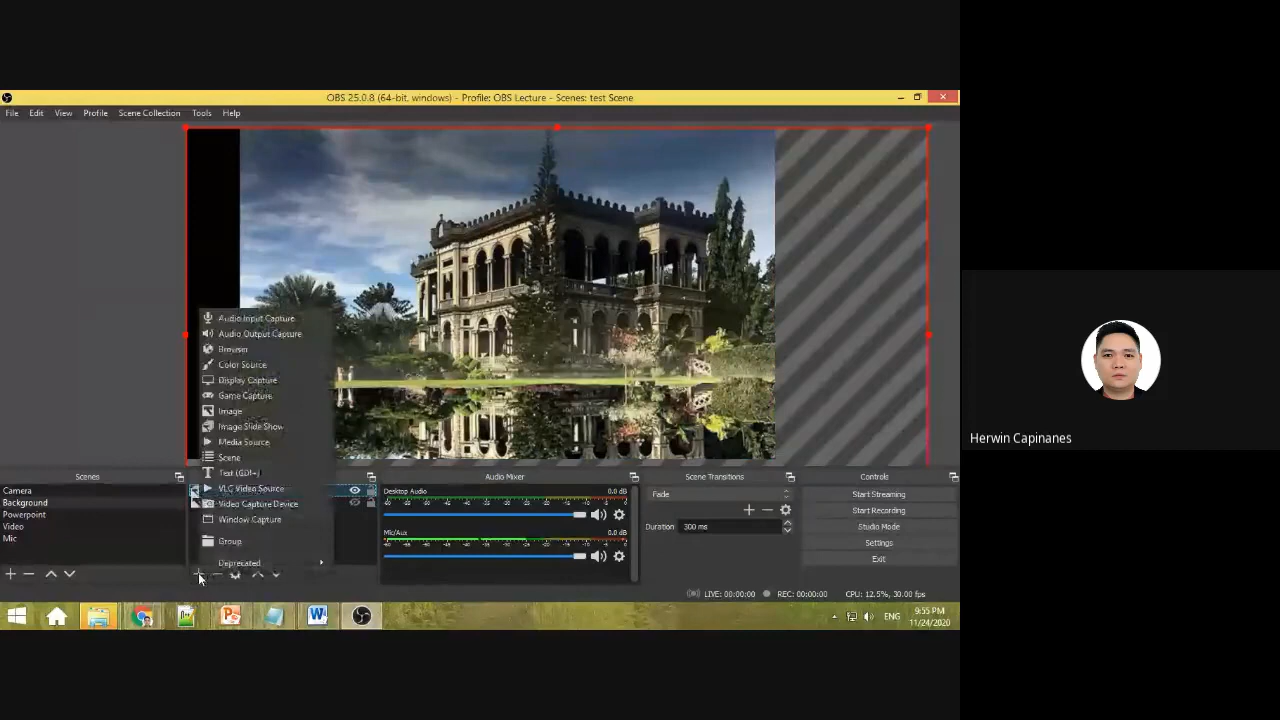 OBS 25.0.8 (64-bit, windows) - Profile: OBS Lecture - Scenes: test Scene
File Edit View Profile Scene Collection Tools Help
Audio Input Capture
Audio Output Capture
Browser
Color Source
Display Capture
Game Capture
Image
Image Slide Show
Media Source
Scene
Text (GDI+)
VLC Video Source
Video Capture Device
Window Capture
Group
Deprecated
Scenes
Camera
Background
Powerpoint
Video
Mic
Audio Mixer
Desktop Audio 0.0 dB
Mic/Aux 0.0 dB
Scene Transitions
Fade
Duration 300 ms
Controls
Start Streaming
Start Recording
Studio Mode
Settings
Exit
LIVE: 00:00:00 REC: 00:00:00 CPU: 12.5%, 30.00 fps
ENG
9:55 PM
11/24/2020
Herwin Capinanes